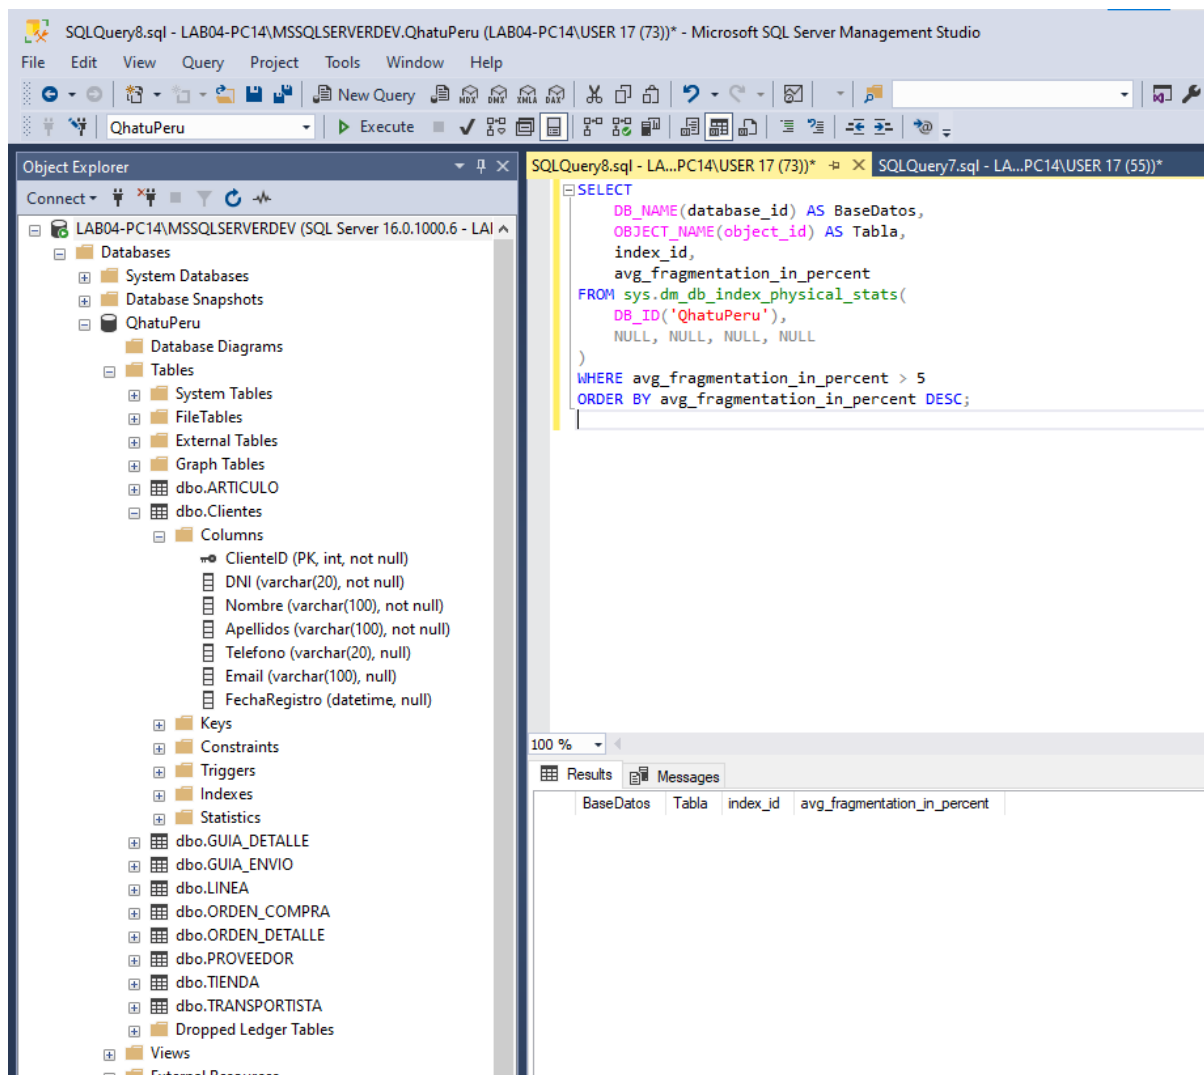 SQLQuery8.sql - LAB04-PC14\MSSQLSERVERDEV.QhatuPeru (LAB04-PC14\USER 17 (73))* - Microsoft SQL Server Management Studio
File Edit View Query Project Tools Window Help
New Query MDX DMX XMLA DAX
QhatuPeru Execute
Object Explorer
Connect
LAB04-PC14\MSSQLSERVERDEV (SQL Server 16.0.1000.6 - LA
Databases
System Databases
Database Snapshots
QhatuPeru
Database Diagrams
Tables
System Tables
FileTables
External Tables
Graph Tables
dbo.ARTICULO
dbo.Clientes
Columns
ClienteID (PK, int, not null)
DNI (varchar(20), not null)
Nombre (varchar(100), not null)
Apellidos (varchar(100), not null)
Telefono (varchar(20), null)
Email (varchar(100), null)
FechaRegistro (datetime, null)
Keys
Constraints
Triggers
Indexes
Statistics
dbo.GUIA_DETALLE
dbo.GUIA_ENVIO
dbo.LINEA
dbo.ORDEN_COMPRA
dbo.ORDEN_DETALLE
dbo.PROVEEDOR
dbo.TIENDA
dbo.TRANSPORTISTA
Dropped Ledger Tables
Views
External Resources
SQLQuery8.sql - LA...PC14\USER 17 (73))* SQLQuery7.sql - LA...PC14\USER 17 (55))*
SELECT
DB_NAME(database_id) AS BaseDatos,
OBJECT_NAME(object_id) AS Tabla,
index_id,
avg_fragmentation_in_percent
FROM sys.dm_db_index_physical_stats(
DB_ID('QhatuPeru'),
NULL, NULL, NULL, NULL
)
WHERE avg_fragmentation_in_percent > 5
ORDER BY avg_fragmentation_in_percent DESC;
100 %
Results Messages
BaseDatos Tabla index_id avg_fragmentation_in_percent